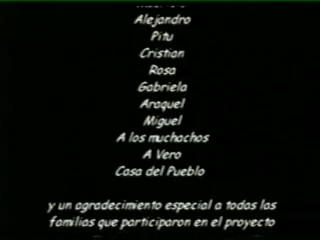 Alejandro
Pitu
Cristian
Rosa
Gabriela
Araquel
Miguel
A los muchachos
A Vero
Casa del Pueblo
y un agradecimiento especial a todas las
familias que participaron en el proyecto